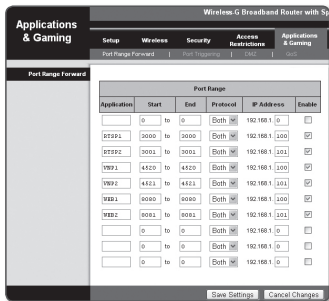 Wireless-G Broadband Router with Sp
Applications & Gaming
Setup Wireless Security Access Restrictions Applications & Gaming
Port Range Forward | Port Triggering | DMZ | QoS
Port Range Forward
Port Range
Application Start End Protocol IP Address Enable
0 to 0 Both 192.168.1. 0
RTSP1 3000 to 3000 Both 192.168.1. 100
RTSP2 3001 to 3001 Both 192.168.1. 101
VNP1 4520 to 4520 Both 192.168.1. 100
VNP2 4521 to 4521 Both 192.168.1. 101
WEB1 8080 to 8080 Both 192.168.1. 100
WEB2 8081 to 8081 Both 192.168.1. 101
0 to 0 Both 192.168.1. 0
0 to 0 Both 192.168.1. 0
0 to 0 Both 192.168.1. 0
Save Settings Cancel Changes